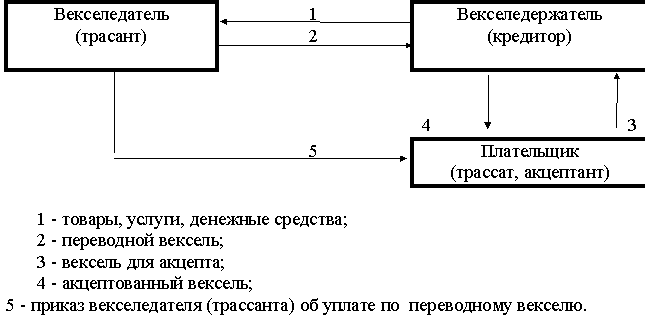 Векселедатель
(трасант)
1
2
Векселедержатель
(кредитор)
4
3
5
Плательщик
(трассат, акцептант)
1 - товары, услуги, денежные средства;
2 - переводной вексель;
3 - вексель для акцепта;
4 - акцептованный вексель;
5 - приказ векселедателя (трассанта) об уплате по переводному векселю.